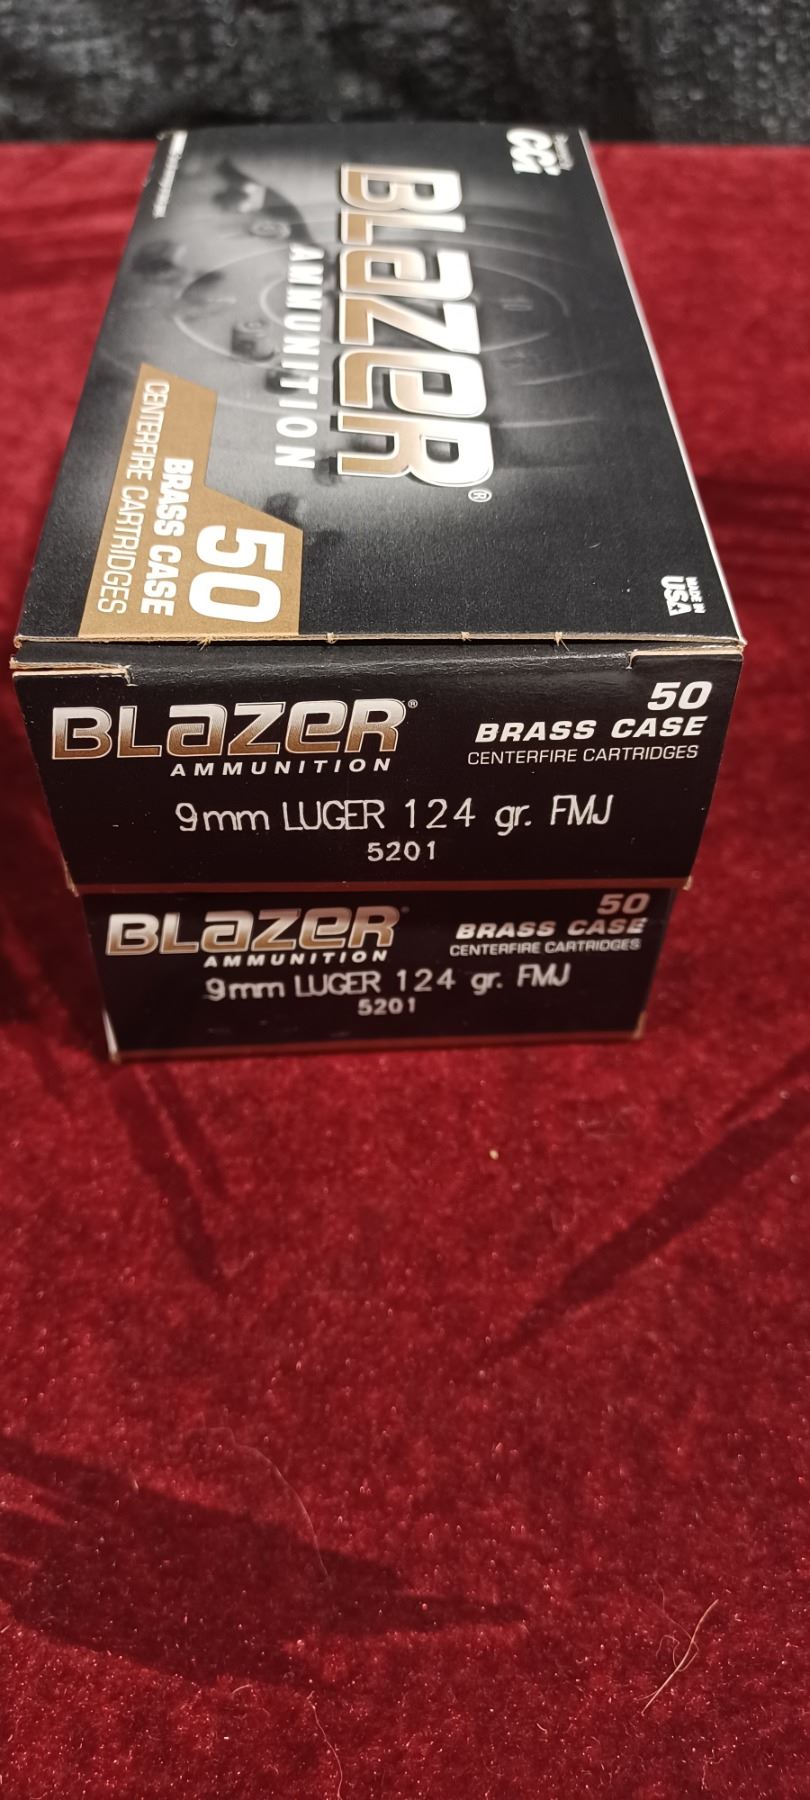 CCI
BLAZER®
AMMUNITION
50
BRASS CASE
CENTERFIRE CARTRIDGES
MADE IN
USA
BLAZER®
AMMUNITION
50
BRASS CASE
CENTERFIRE CARTRIDGES
9mm LUGER 124 gr. FMJ
5201
BLAZER
AMMUNITION
50
BRASS CASE
CENTERFIRE CARTRIDGES
9mm LUGER 124 gr. FMJ
5201